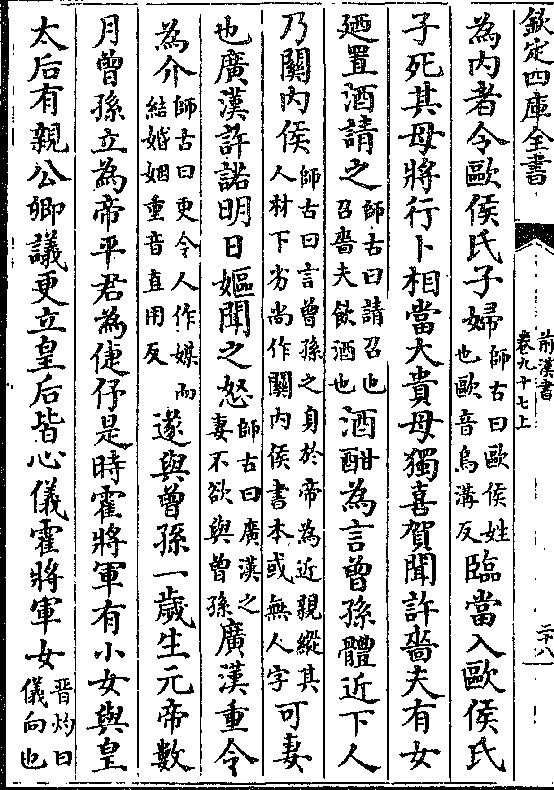 欽定四庫全書
前漢書
卷九十七上
二十八
為内者令歐侯氏子婦師古曰歐侯姓也歐音烏溝反臨當入歐侯氏
子死其母將行卜相當大貴母獨喜賀聞許嗇夫有女
廼置酒請之師古曰請召也召嗇夫飲酒也酒酣為言曾孫體近下人
乃關内侯師古曰言曾孫之身於帝為近親縱其人材下劣尚作關内侯書本或無人字可妻
也廣漢許諾明日嫗聞之怒師古曰廣漢之妻不欲與曾孫廣漢重令
為介師古曰更令人作媒而結婚姻重音直用反遂與曾孫一歲生元帝數
月曾孫立為帝平君為倢伃是時霍將軍有小女與皇
太后有親公卿議更立皇后皆心儀霍將軍女晉灼曰儀向也